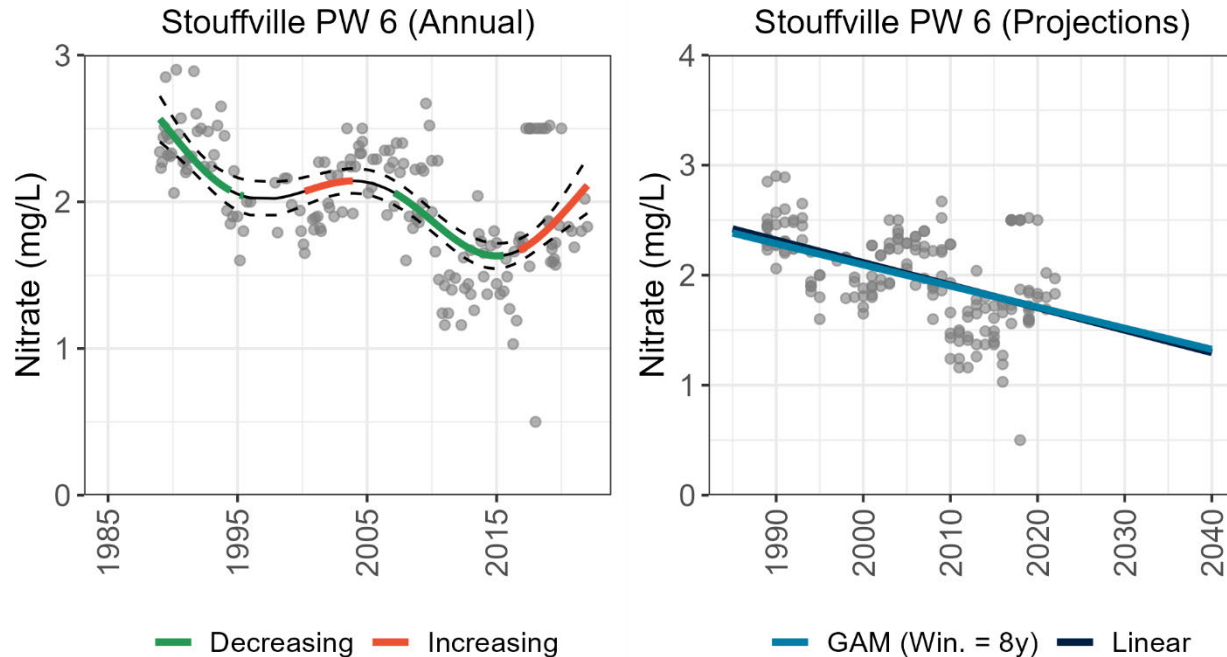 Stouffville PW 6 (Annual)
Nitrate (mg/L)
3
2
1
0
1985
1995
2005
2015
Decreasing
Increasing
Stouffville PW 6 (Projections)
Nitrate (mg/L)
4
3
2
1
0
1990
2000
2010
2020
2030
2040
GAM (Win. = 8y)
Linear